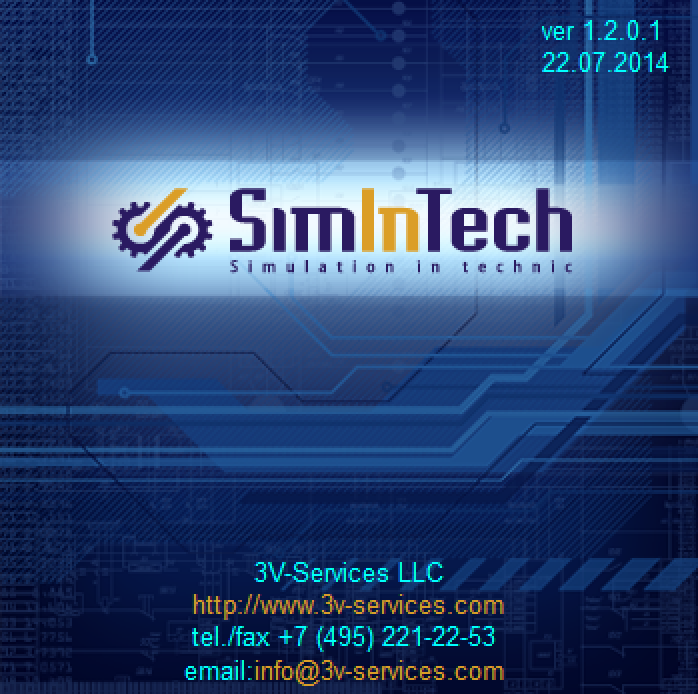 ver 1.2.0.1
22.07.2014
SimInTech
Simulation in technic
3V-Services LLC
http://www.3v-services.com
tel./fax +7 (495) 221-22-53
email:info@3v-services.com